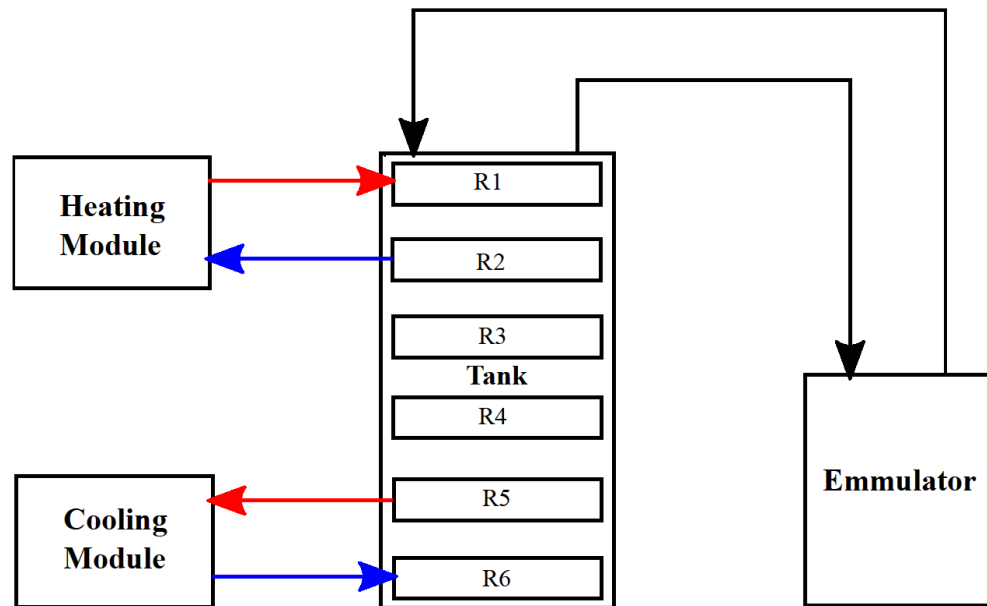 R1
Heating
Module
R2
R3
Tank
R4
Emmulator
R5
Cooling
Module
R6